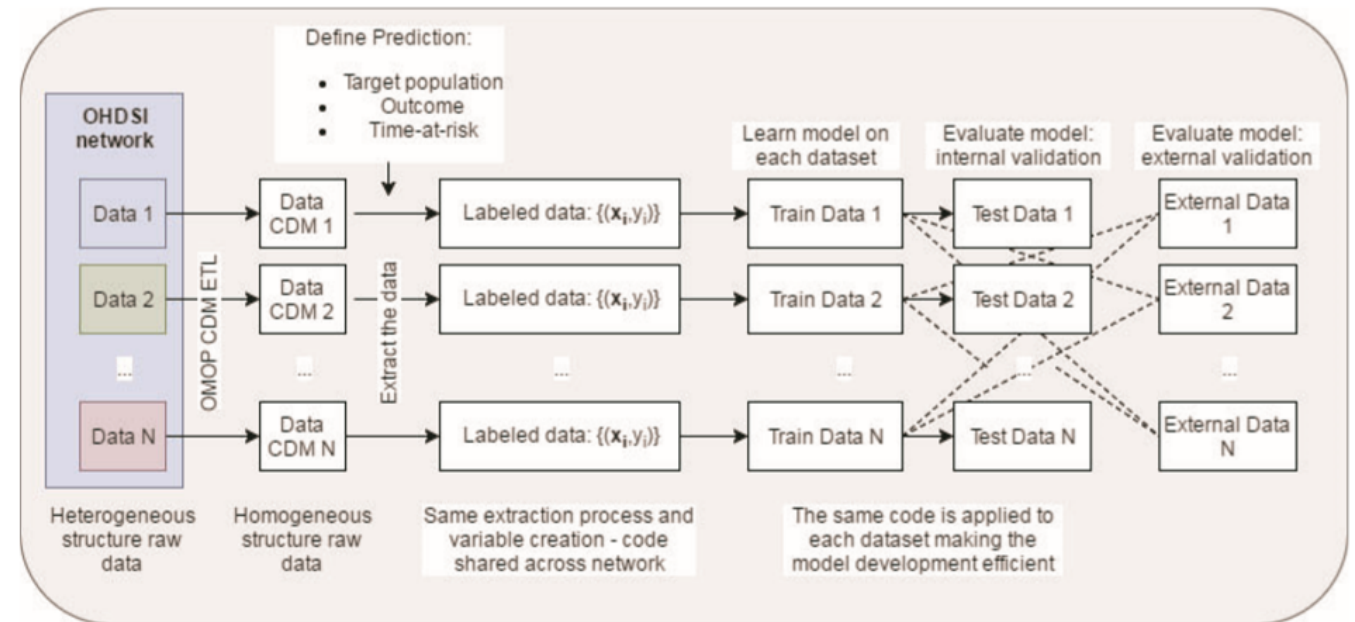 Define Prediction:
• Target population
• Outcome
• Time-at-risk
OHDSI
network
Learn model on
each dataset
Evaluate model:
internal validation
Evaluate model:
external validation
Data 1
Data
CDM 1
Labeled data: {(xᵢ,yᵢ)}
Train Data 1
Test Data 1
External Data
1
OMOP CDM ETL
Extract the data
Data 2
Data
CDM 2
Labeled data: {(xᵢ,yᵢ)}
Train Data 2
Test Data 2
External Data
2
...
...
...
...
...
...
Data N
Data
CDM N
Labeled data: {(xᵢ,yᵢ)}
Train Data N
Test Data N
External Data
N
Heterogeneous
structure raw
data
Homogeneous
structure raw
data
Same extraction process and
variable creation - code
shared across network
The same code is applied to
each dataset making the
model development efficient